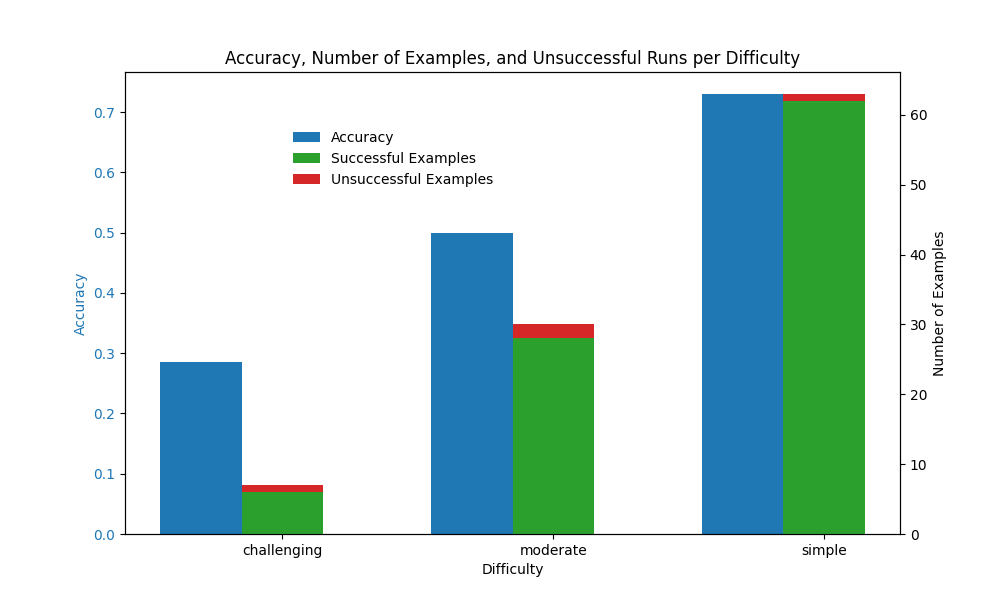 Accuracy, Number of Examples, and Unsuccessful Runs per Difficulty
Accuracy
Successful Examples
Unsuccessful Examples
0.7
0.6
0.5
0.4
0.3
0.2
0.1
0.0
Accuracy
60
50
40
30
20
10
0
Number of Examples
challenging
moderate
simple
Difficulty